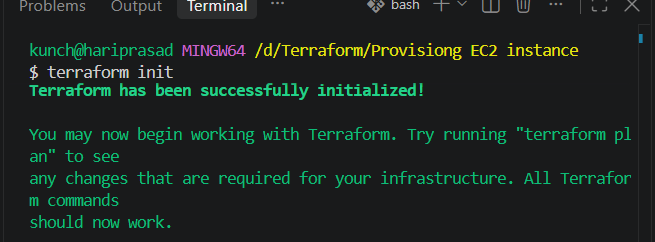 Problems Output Terminal ... bash
kunch@hariprasad MINGW64 /d/Terraform/Provisiong EC2 instance
$ terraform init
Terraform has been successfully initialized!
You may now begin working with Terraform. Try running "terraform pl
an" to see
any changes that are required for your infrastructure. All Terrafor
m commands
should now work.